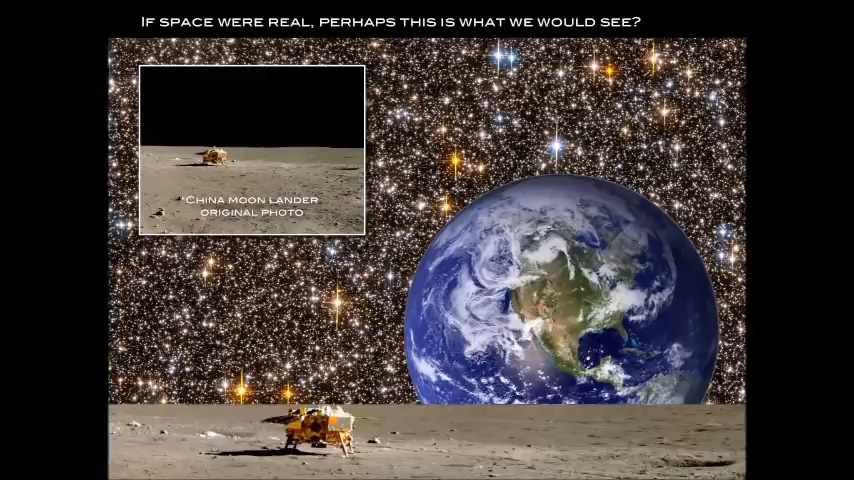 If space were real, perhaps this is what we would see?
*China moon lander
original photo